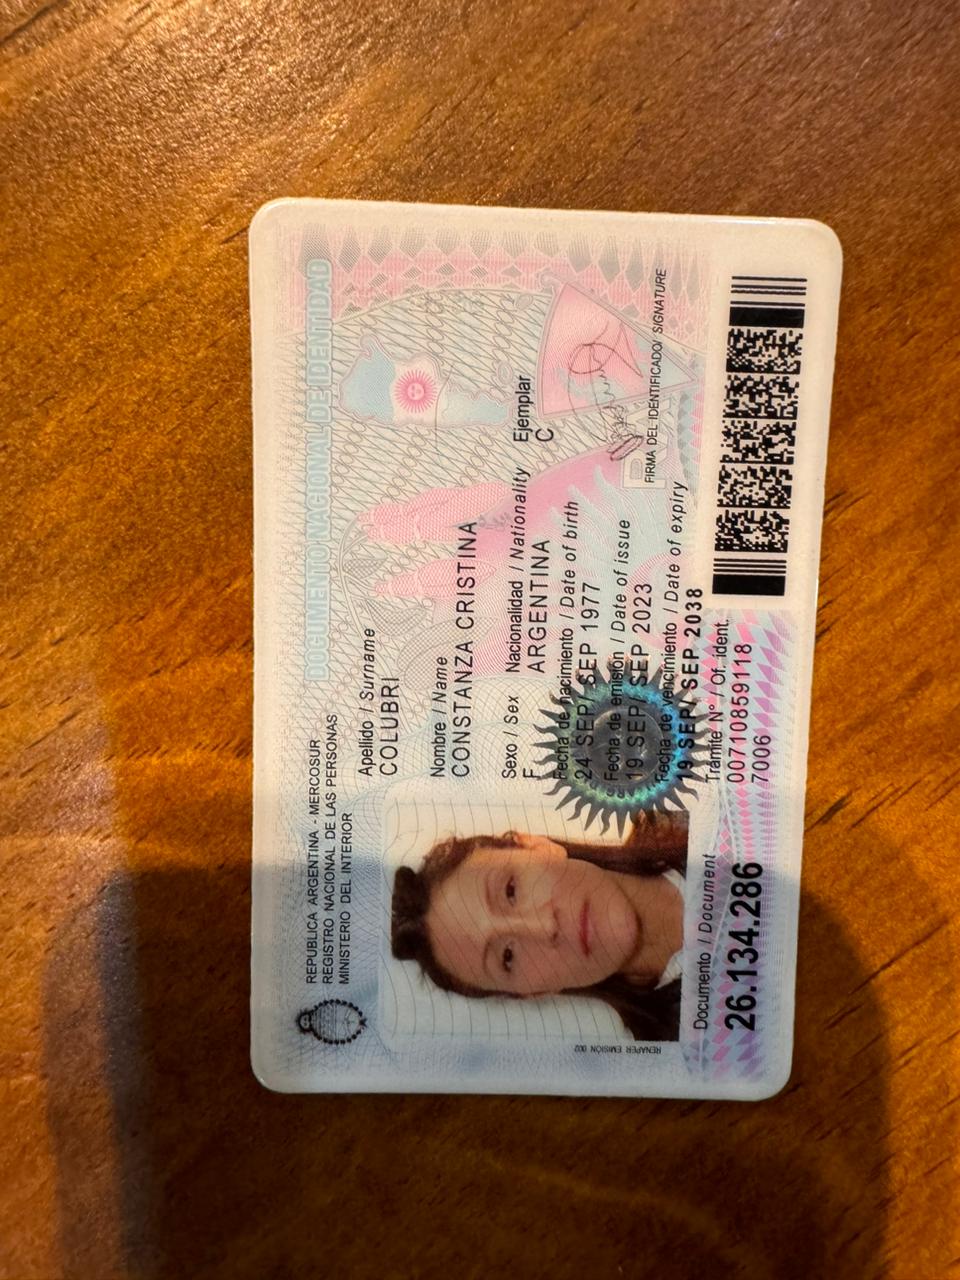 REPUBLICA ARGENTINA - MERCOSUR
REGISTRO NACIONAL DE LAS PERSONAS
MINISTERIO DEL INTERIOR
DOCUMENTO NACIONAL DE IDENTIDAD
Apellido / Surname
COLUBRI
Nombre / Name
CONSTANZA CRISTINA
Sexo / Sex Nacionalidad / Nationality Ejemplar
F ARGENTINA C
Fecha de nacimiento / Date of birth
24 SEP/ SEP 1977
Fecha de emisión / Date of issue
19 SEP/ SEP 2023
Fecha de vencimiento / Date of expiry
19 SEP/ SEP 2038
FIRMA DEL IDENTIFICADO/ SIGNATURE
Trámite N° / Of. ident.
00710859118
7006
Documento / Document
26.134.286
RENAPER EMISIÓN 002